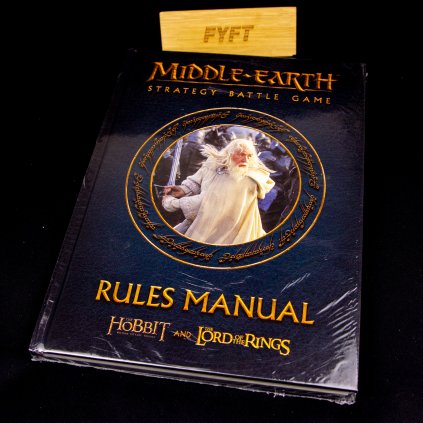 FYFT
MIDDLE-EARTH
STRATEGY BATTLE GAME
RULES MANUAL
THE HOBBIT AND THE LORD OF THE RINGS